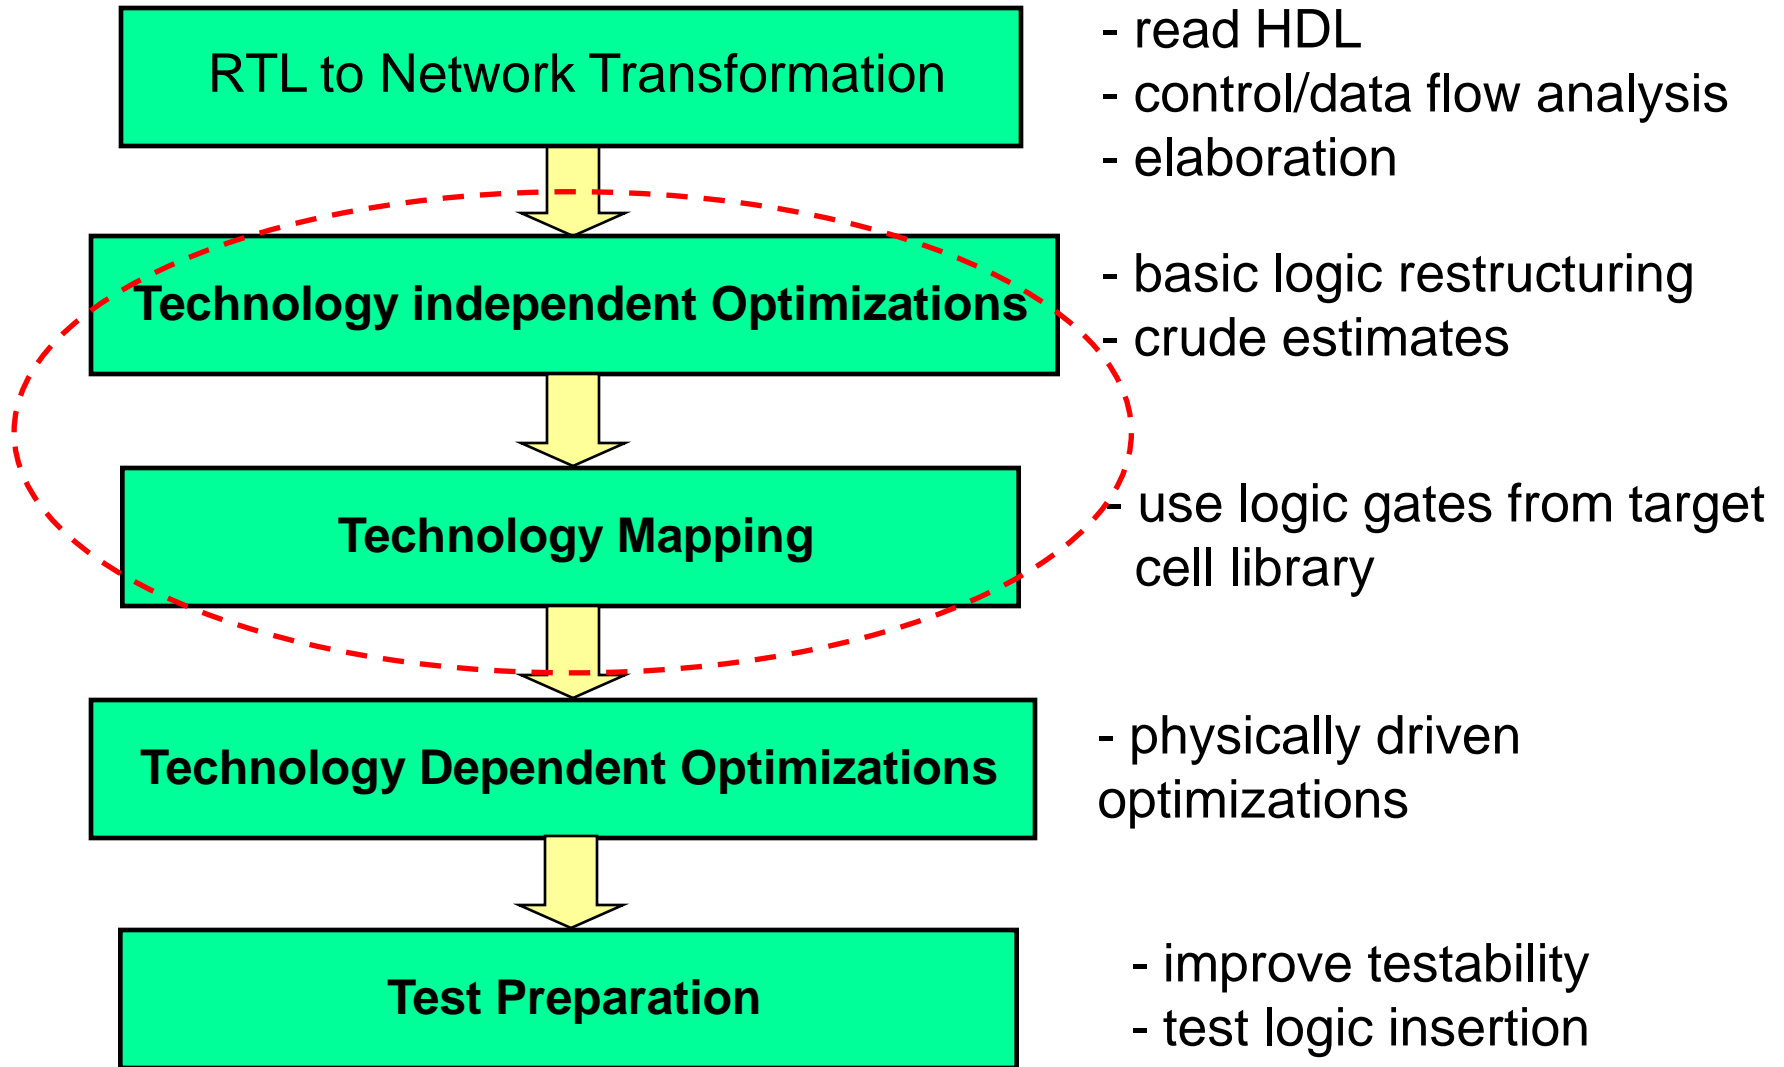 RTL to Network Transformation
- read HDL
- control/data flow analysis
- elaboration
Technology independent Optimizations
- basic logic restructuring
- crude estimates
Technology Mapping
- use logic gates from target
cell library
Technology Dependent Optimizations
- physically driven
optimizations
Test Preparation
- improve testability
- test logic insertion